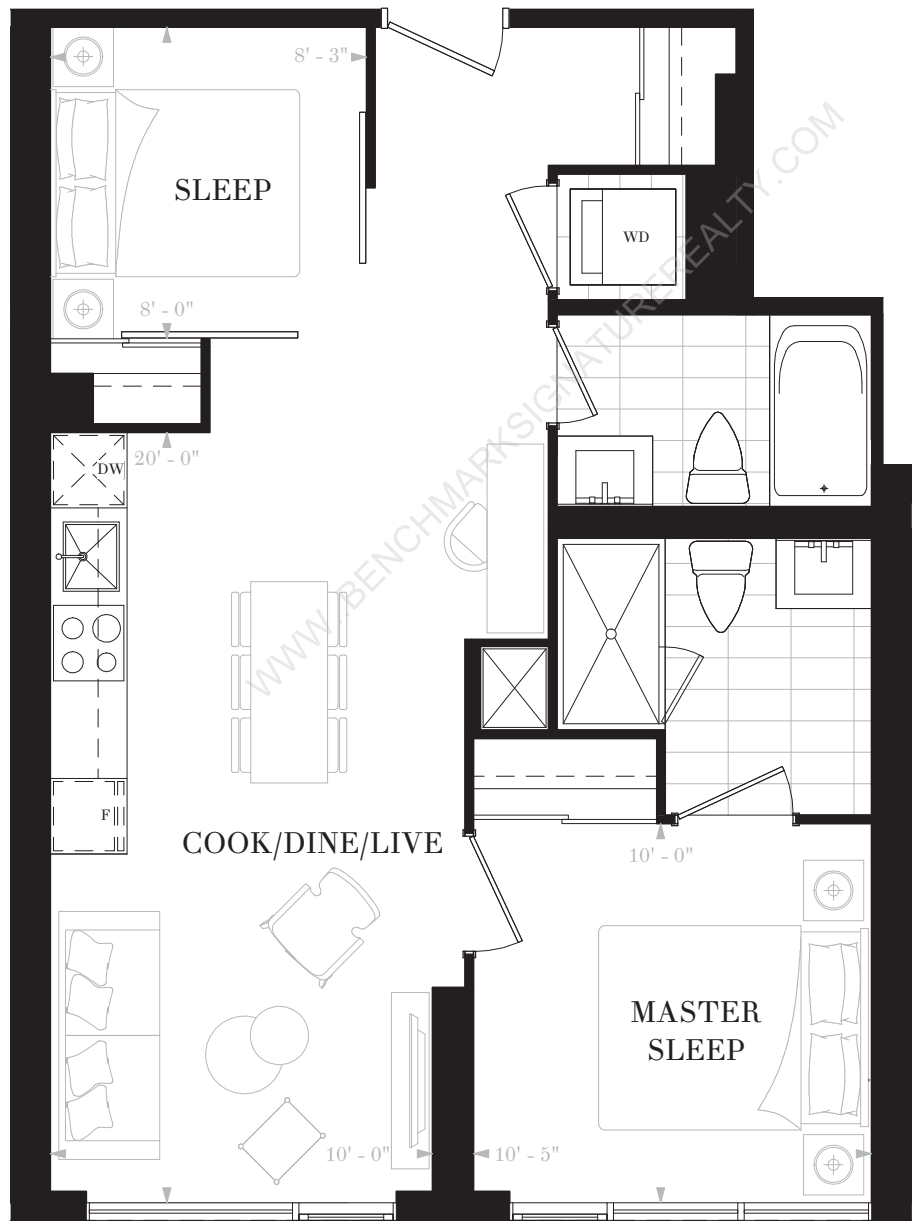 8' - 3"
SLEEP
WD
8' - 0"
20' - 0"
DW
WWW.IBENCHMARKSIGNATUREREALTY.COM
F
COOK/DINE/LIVE
10' - 0"
MASTER
SLEEP
10' - 0"
10' - 5"